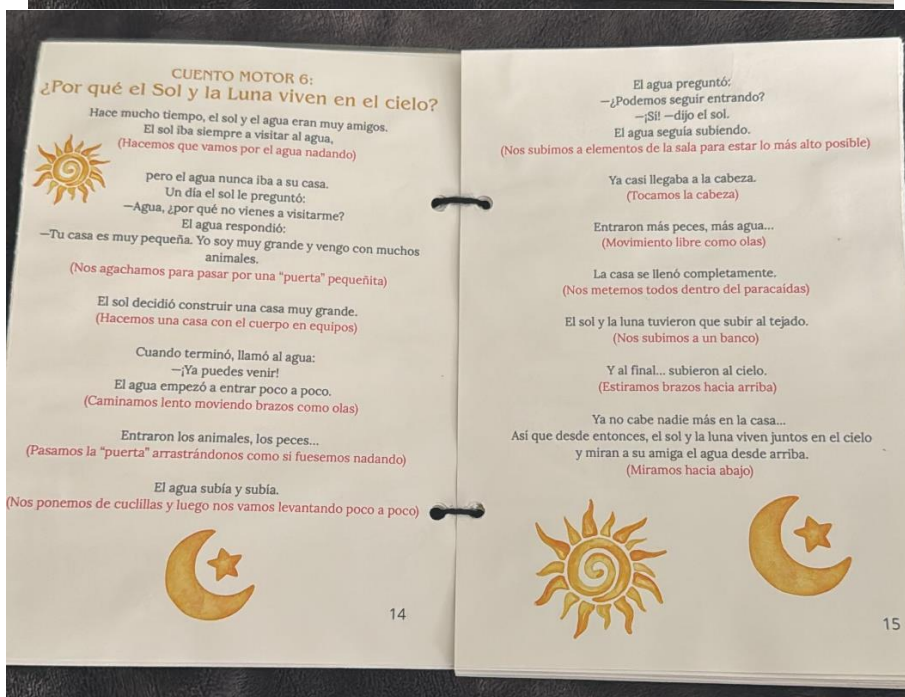 CUENTO MOTOR 6:
¿Por qué el Sol y la Luna viven en el cielo?
Hace mucho tiempo, el sol y el agua eran muy amigos.
El sol iba siempre a visitar al agua,
(Hacemos que vamos por el agua nadando)
pero el agua nunca iba a su casa.
Un día el sol le preguntó:
—Agua, ¿por qué no vienes a visitarme?
El agua respondió:
—Tu casa es muy pequeña. Yo soy muy grande y vengo con muchos
animales.
(Nos agachamos para pasar por una "puerta" pequeñita)
El sol decidió construir una casa muy grande.
(Hacemos una casa con el cuerpo en equipos)
Cuando terminó, llamó al agua:
—¡Ya puedes venir!
El agua empezó a entrar poco a poco.
(Caminamos lento moviendo brazos como olas)
Entraron los animales, los peces...
(Pasamos la "puerta" arrastrándonos como si fuesemos nadando)
El agua subía y subía.
(Nos ponemos de cuclillas y luego nos vamos levantando poco a poco)
14
El agua preguntó:
—¿Podemos seguir entrando?
—¡Sí! —dijo el sol.
El agua seguía subiendo.
(Nos subimos a elementos de la sala para estar lo más alto posible)
Ya casi llegaba a la cabeza.
(Tocamos la cabeza)
Entraron más peces, más agua...
(Movimiento libre como olas)
La casa se llenó completamente.
(Nos metemos todos dentro del paracaídas)
El sol y la luna tuvieron que subir al tejado.
(Nos subimos a un banco)
Y al final... subieron al cielo.
(Estiramos brazos hacia arriba)
Ya no cabe nadie más en la casa...
Así que desde entonces, el sol y la luna viven juntos en el cielo
y miran a su amiga el agua desde arriba.
(Miramos hacia abajo)
15